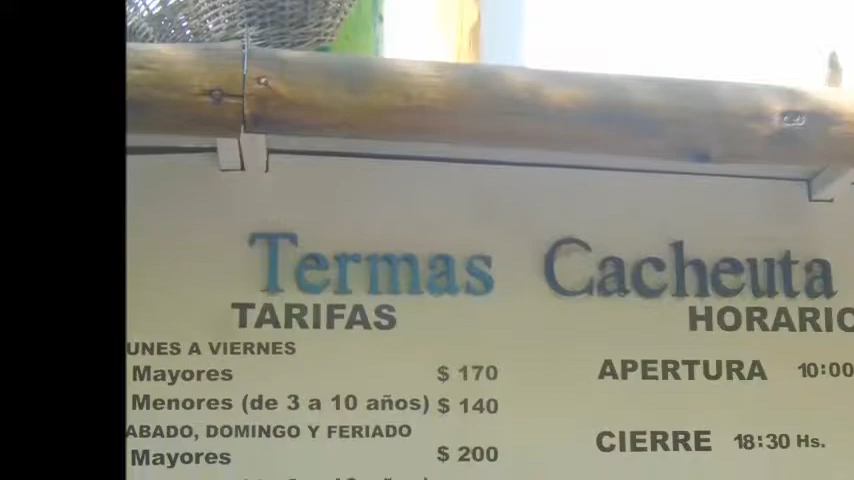 Termas Cacheuta
TARIFAS
UNES A VIERNES
Mayores $ 170
Menores (de 3 a 10 años) $ 140
ABADO, DOMINGO Y FERIADO
Mayores $ 200
HORARIO
APERTURA 10:00
CIERRE 18:30 Hs.